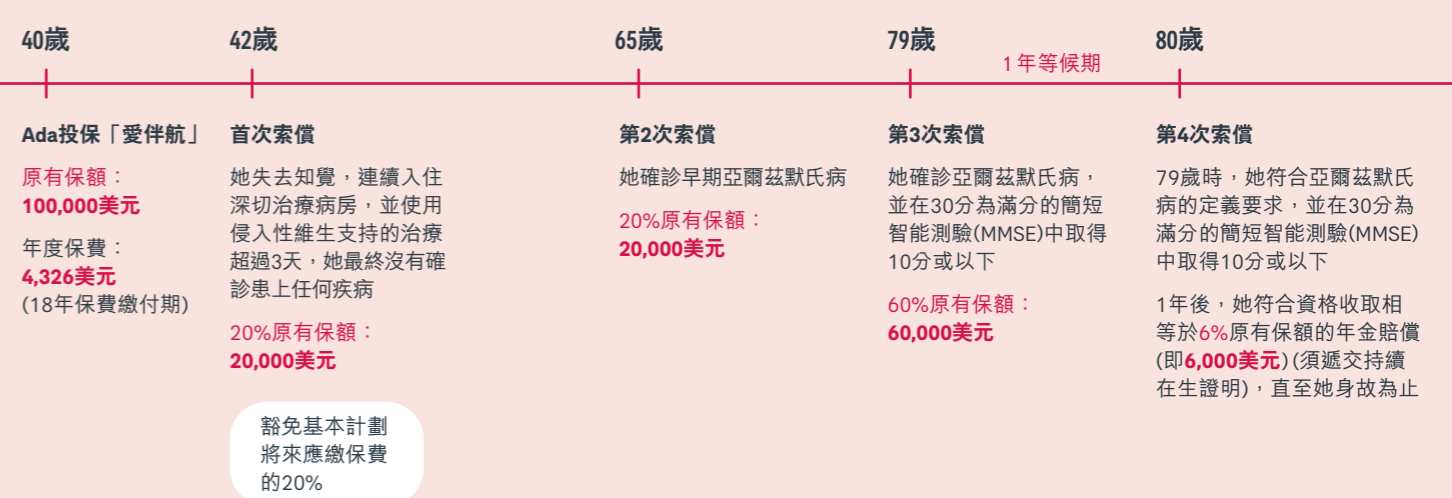 40歲
42歲
65歲
79歲
1年等候期
80歲
Ada投保「愛伴航」
原有保額：
100,000美元
年度保費：
4,326美元
(18年保費繳付期)
首次索償
她失去知覺，連續入住
深切治療病房，並使用
侵入性維生支持的治療
超過3天，她最終沒有確
診患上任何疾病
20%原有保額：
20,000美元
豁免基本計劃
將來應繳保費
的20%
第2次索償
她確診早期亞爾茲默氏病
20%原有保額：
20,000美元
第3次索償
她確診亞爾茲默氏病，
並在30分為滿分的簡短
智能測驗(MMSE)中取得
10分或以下
60%原有保額：
60,000美元
第4次索償
79歲時，她符合亞爾茲默氏
病的定義要求，並在30分為
滿分的簡短智能測驗(MMSE)
中取得10分或以下
1年後，她符合資格收取相
等於6%原有保額的年金賠償
(即6,000美元)(須遞交持續
在生證明)，直至她身故為止